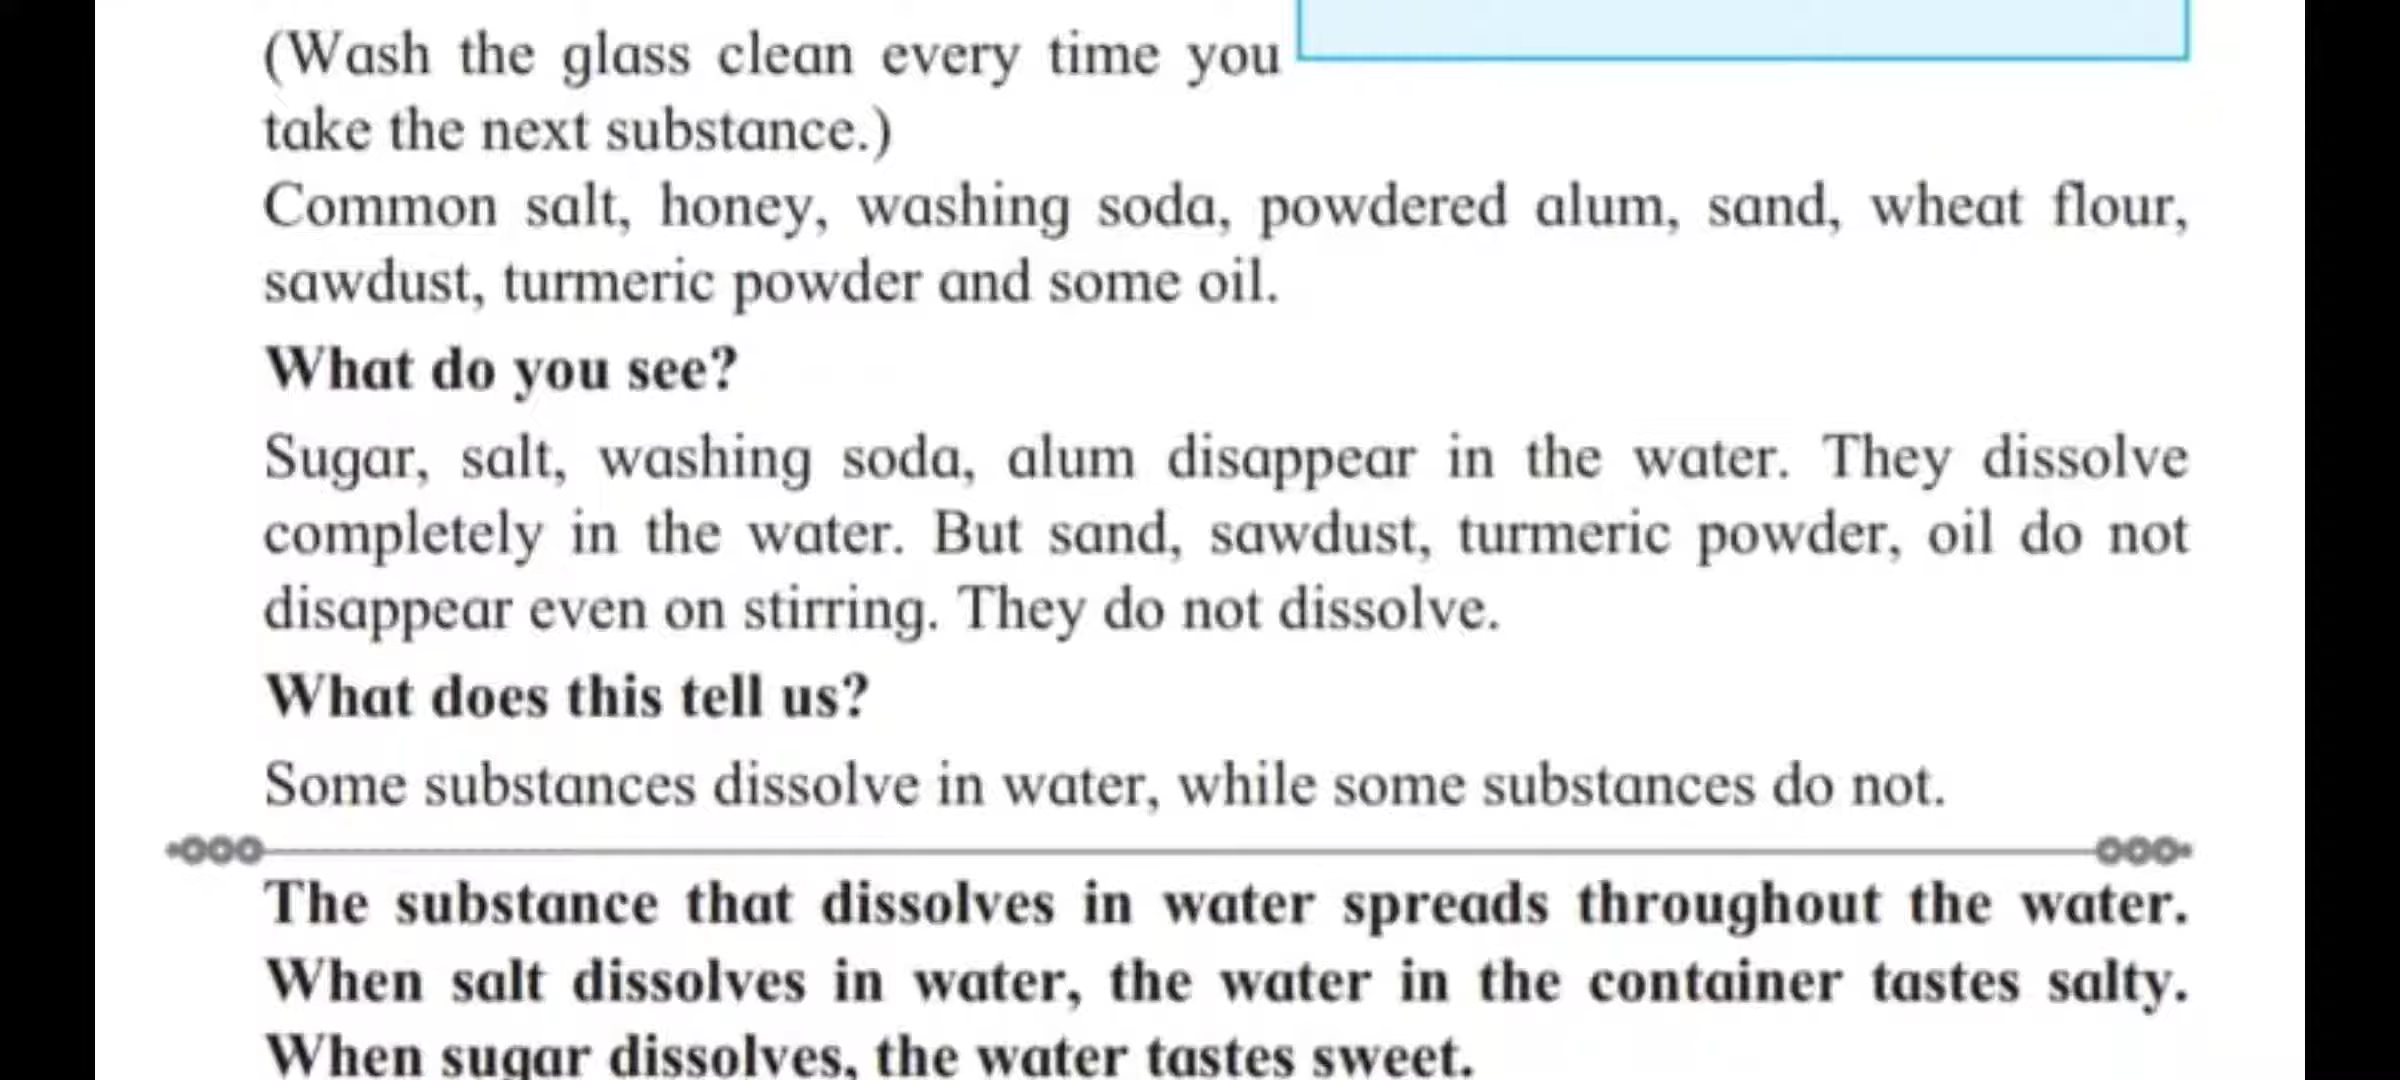 (Wash the glass clean every time you
take the next substance.)
Common salt, honey, washing soda, powdered alum, sand, wheat flour,
sawdust, turmeric powder and some oil.
What do you see?
Sugar, salt, washing soda, alum disappear in the water. They dissolve
completely in the water. But sand, sawdust, turmeric powder, oil do not
disappear even on stirring. They do not dissolve.
What does this tell us?
Some substances dissolve in water, while some substances do not.
The substance that dissolves in water spreads throughout the water.
When salt dissolves in water, the water in the container tastes salty.
When sugar dissolves, the water tastes sweet.